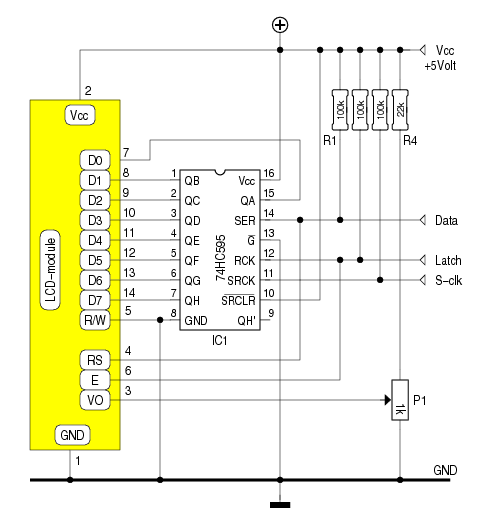 Vcc
+5Volt
2
Vcc
100k 100k 100k 22k
R1 R4
D0 7
D1 8 1 QB Vcc 16
D2 9 2 QC QA 15
D3 10 3 QD SER 14 Data
D4 11 4 QE G 13
D5 12 5 QF RCK 12 Latch
D6 13 6 QG SRCK 11 S-clk
D7 14 7 QH SRCLR 10
R/W 5 8 GND QH' 9
LCD-module
74HC595
IC1
RS 4
E 6
VO 3
1k P1
GND
1
GND